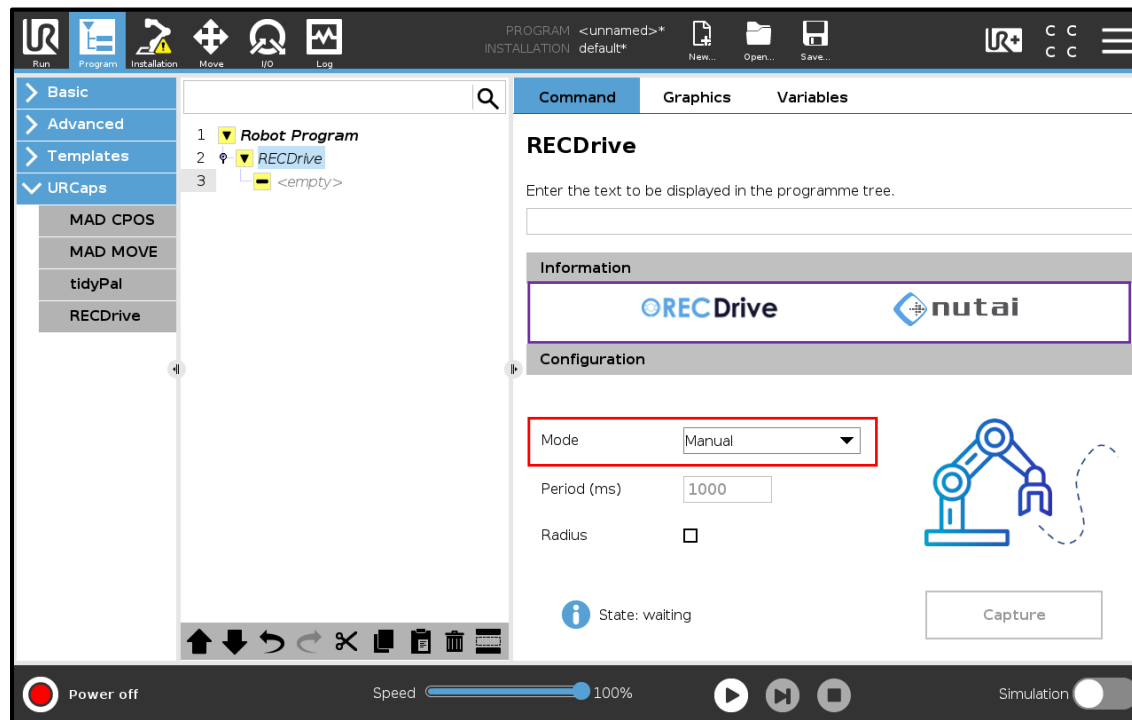 PROGRAM <unnamed>*
INSTALLATION default*
UR
Run
Program
Installation
Move
I/O
Log
New...
Open...
Save...
UR+
C C
C C
Basic
Advanced
Templates
URCaps
MAD CPOS
MAD MOVE
tidyPal
RECDrive
1 Robot Program
2 RECDrive
3 <empty>
Command Graphics Variables
RECDrive
Enter the text to be displayed in the programme tree.
Information
RECDrive nutai
Configuration
Mode Manual
Period (ms) 1000
Radius
State: waiting
Capture
Power off
Speed 100%
Simulation